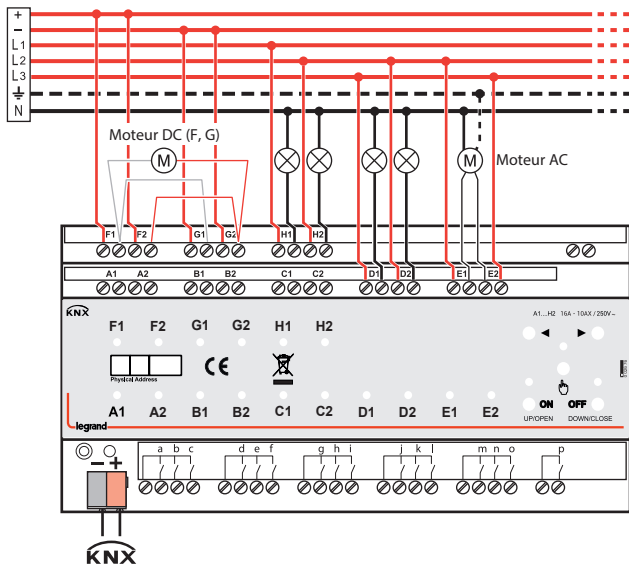 +
−
L1
L2
L3
N
Moteur DC (F, G)
M
M
Moteur AC
F1 F2 G1 G2 H1 H2
A1 A2 B1 B2 C1 C2 D1 D2 E1 E2
KNX
A1....H2 16A - 10AX / 250V~
F1 F2 G1 G2 H1 H2
Physical Address
CE
A1 A2 B1 B2 C1 C2 D1 D2 E1 E2
ON OFF
UP/OPEN DOWN/CLOSE
legrand
a b c d e f g h i j k l m n o p
− +
KNX